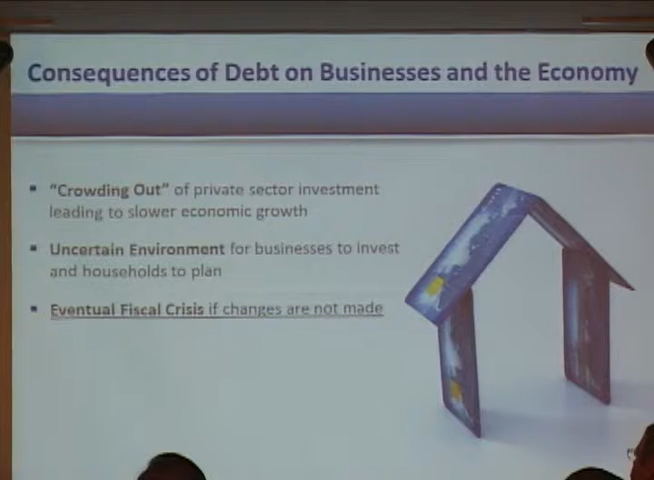 Consequences of Debt on Businesses and the Economy
"Crowding Out" of private sector investment
leading to slower economic growth
Uncertain Environment for businesses to invest
and households to plan
Eventual Fiscal Crisis if changes are not made